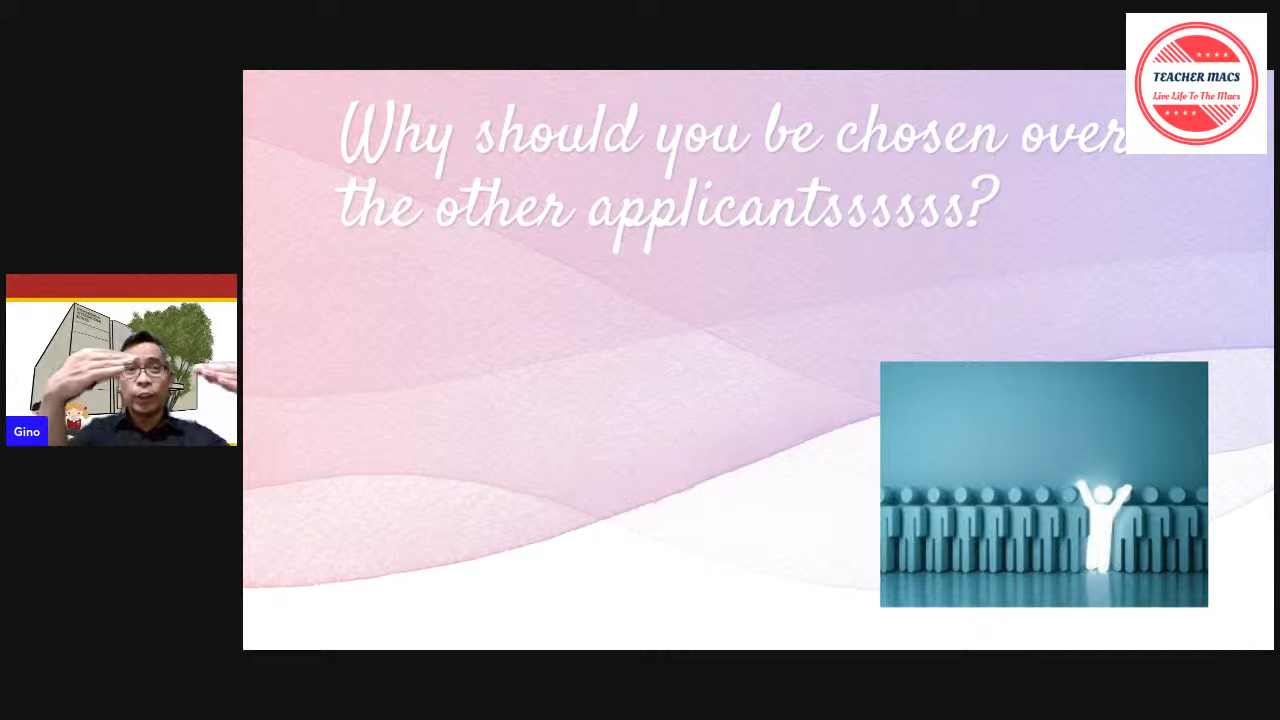 TEACHER MACS
Live Life To The Macs
Why should you be chosen over
the other applicantssssss?
Gino